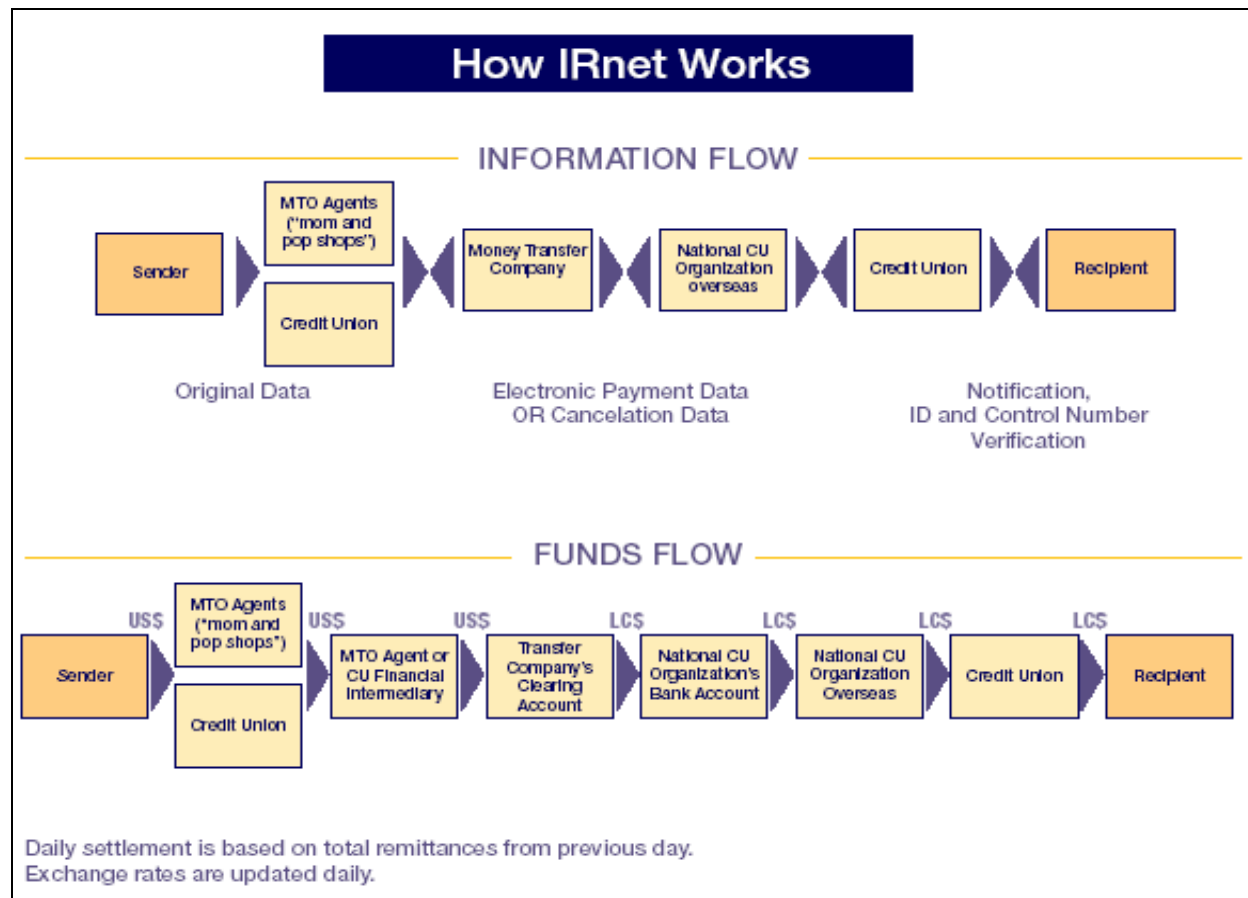 How IRnet Works
INFORMATION FLOW
Sender
MTO Agents
("mom and
pop shops")
Credit Union
Money Transfer
Company
National CU
Organization
overseas
Credit Union
Recipient
Original Data
Electronic Payment Data
OR Cancelation Data
Notification,
ID and Control Number
Verification
FUNDS FLOW
Sender
US$
MTO Agents
("mom and
pop shops")
Credit Union
US$
MTO Agent or
CU Financial
Intermediary
US$
Transfer
Company's
Clearing
Account
LC$
National CU
Organization's
Bank Account
LC$
National CU
Organization
Overseas
LC$
Credit Union
LC$
Recipient
Daily settlement is based on total remittances from previous day.
Exchange rates are updated daily.